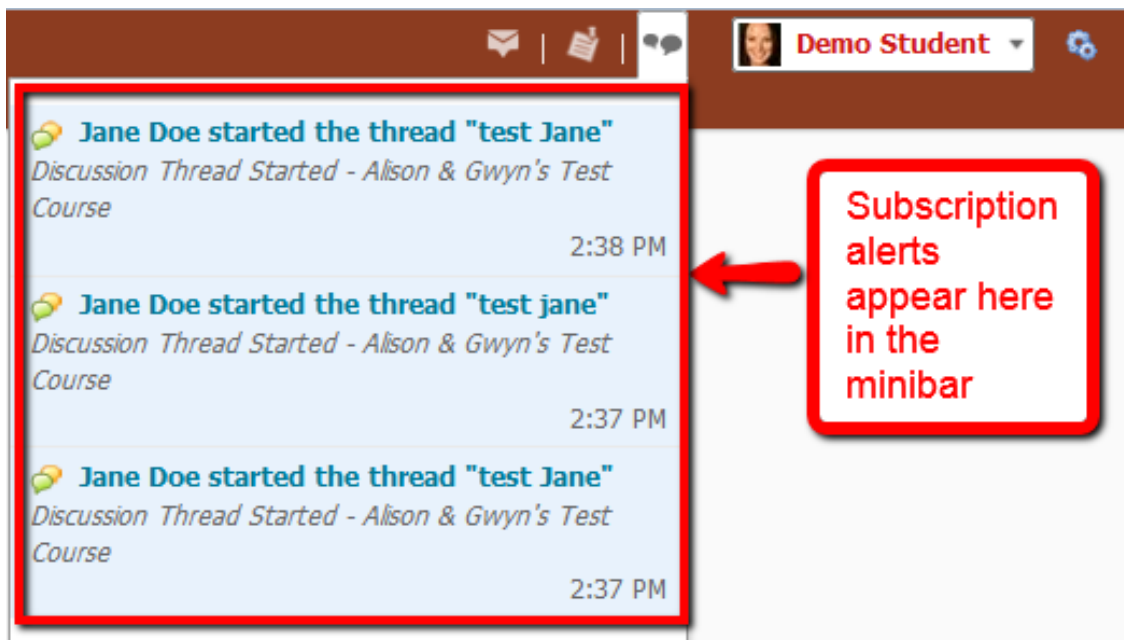 Demo Student
Jane Doe started the thread "test Jane"
Discussion Thread Started - Alison & Gwyn's Test
Course
2:38 PM
Jane Doe started the thread "test jane"
Discussion Thread Started - Alison & Gwyn's Test
Course
2:37 PM
Jane Doe started the thread "test Jane"
Discussion Thread Started - Alison & Gwyn's Test
Course
2:37 PM
Subscription
alerts
appear here
in the
minibar